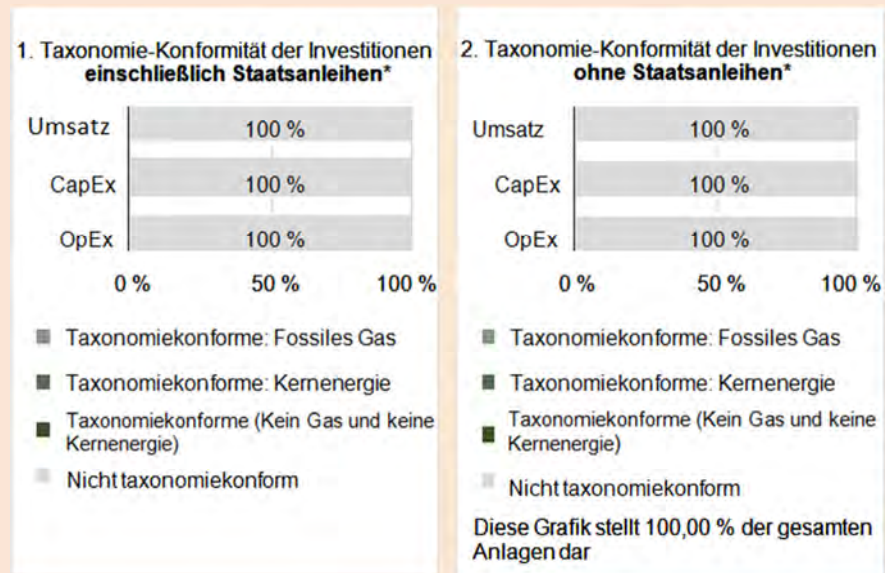 1. Taxonomie-Konformität der Investitionen
einschließlich Staatsanleihen*
Umsatz 100 %
CapEx 100 %
OpEx 100 %
0 % 50 % 100 %
Taxonomiekonforme: Fossiles Gas
Taxonomiekonforme: Kernenergie
Taxonomiekonforme (Kein Gas und keine
Kernenergie)
Nicht taxonomiekonform
2. Taxonomie-Konformität der Investitionen
ohne Staatsanleihen*
Umsatz 100 %
CapEx 100 %
OpEx 100 %
0 % 50 % 100 %
Taxonomiekonforme: Fossiles Gas
Taxonomiekonforme: Kernenergie
Taxonomiekonforme (Kein Gas und keine
Kernenergie)
Nicht taxonomiekonform
Diese Grafik stellt 100,00 % der gesamten
Anlagen dar